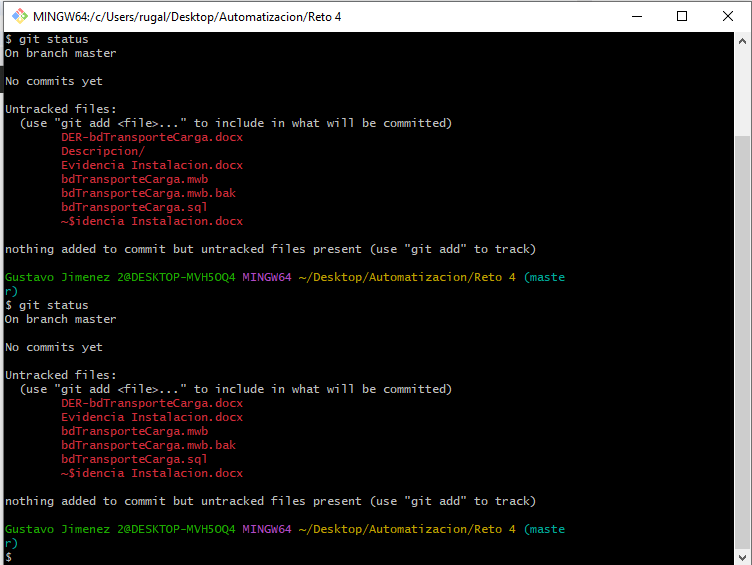 MINGW64:/c/Users/rugal/Desktop/Automatizacion/Reto 4
$ git status
On branch master
No commits yet
Untracked files:
(use "git add <file>..." to include in what will be committed)
DER-bdTransporteCarga.docx
Descripcion/
Evidencia Instalacion.docx
bdTransporteCarga.mwb
bdTransporteCarga.mwb.bak
bdTransporteCarga.sql
~$idencia Instalacion.docx
nothing added to commit but untracked files present (use "git add" to track)
Gustavo Jimenez 2@DESKTOP-MVH5OQ4 MINGW64 ~/Desktop/Automatizacion/Reto 4 (maste
r)
$ git status
On branch master
No commits yet
Untracked files:
(use "git add <file>..." to include in what will be committed)
DER-bdTransporteCarga.docx
Evidencia Instalacion.docx
bdTransporteCarga.mwb
bdTransporteCarga.mwb.bak
bdTransporteCarga.sql
~$idencia Instalacion.docx
nothing added to commit but untracked files present (use "git add" to track)
Gustavo Jimenez 2@DESKTOP-MVH5OQ4 MINGW64 ~/Desktop/Automatizacion/Reto 4 (maste
r)
$